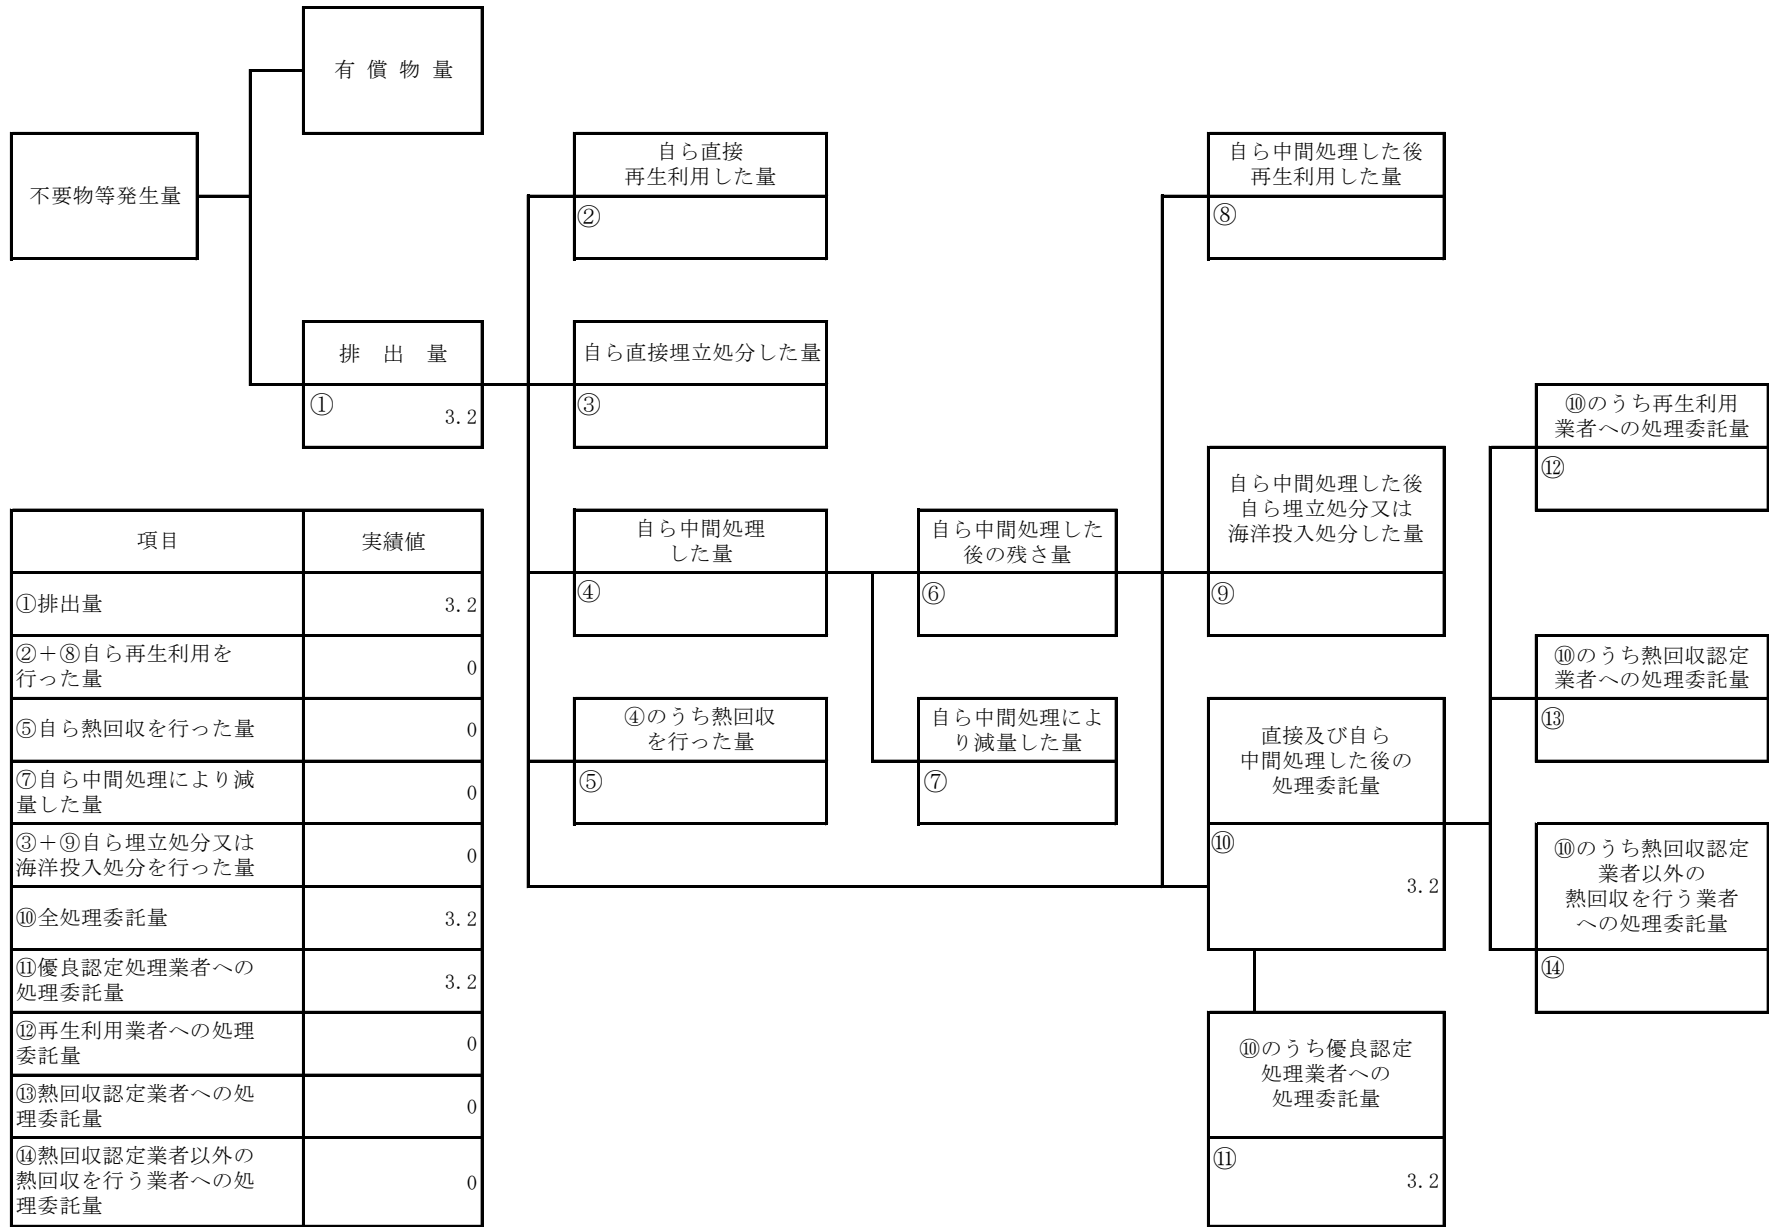 有 償 物 量
不要物等発生量
排 出 量
①
3.2
自ら直接
再生利用した量
②
自ら直接埋立処分した量
③
自ら中間処理
した量
④
④のうち熱回収
を行った量
⑤
自ら中間処理した
後の残さ量
⑥
自ら中間処理によ
り減量した量
⑦
自ら中間処理した後
再生利用した量
⑧
自ら中間処理した後
自ら埋立処分又は
海洋投入処分した量
⑨
直接及び自ら
中間処理した後の
処理委託量
⑩
3.2
⑩のうち優良認定
処理業者への
処理委託量
⑪
3.2
⑩のうち再生利用
業者への処理委託量
⑫
⑩のうち熱回収認定
業者への処理委託量
⑬
⑩のうち熱回収認定
業者以外の
熱回収を行う業者
への処理委託量
⑭
項目 実績値
①排出量 3.2
②＋⑧自ら再生利用を
行った量 0
⑤自ら熱回収を行った量 0
⑦自ら中間処理により減
量した量 0
③＋⑨自ら埋立処分又は
海洋投入処分を行った量 0
⑩全処理委託量 3.2
⑪優良認定処理業者への
処理委託量 3.2
⑫再生利用業者への処理
委託量 0
⑬熱回収認定業者への処
理委託量 0
⑭熱回収認定業者以外の
熱回収を行う業者への処
理委託量 0